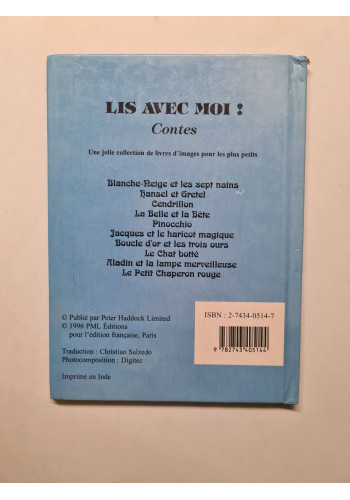 LIS AVEC MOI !
Contes
Une jolie collection de livres d'images pour les plus petits
Blanche-Neige et les sept nains
Hansel et Gretel
Cendrillon
La Belle et la Bête
Pinocchio
Jacques et le haricot magique
Boucle d'or et les trois ours
Le Chat botté
Aladin et la lampe merveilleuse
Le Petit Chaperon rouge
© Publié par Peter Haddock Limited
© 1996 PML Éditions
pour l'édition française, Paris
Traduction : Christian Salzedo
Photocomposition : Digitec
Imprimé en Inde
ISBN : 2-7434-0514-7
9 782743 405144